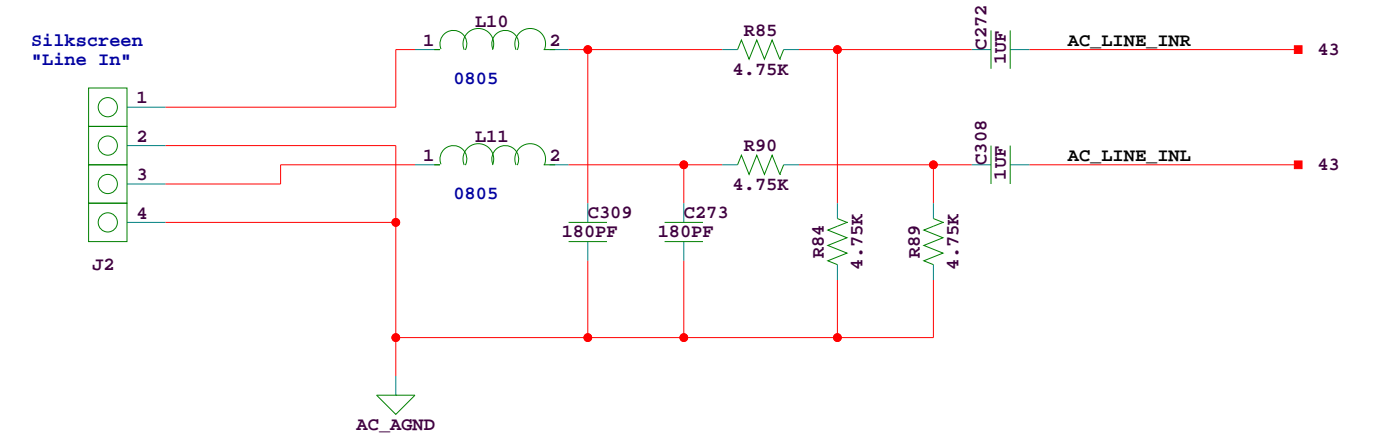 Silkscreen
"Line In"
1
2
3
4
J2
L10
1
2
0805
L11
1
2
0805
R85
4.75K
R90
4.75K
C272
1UF
AC_LINE_INR
43
C308
1UF
AC_LINE_INL
43
C309
180PF
C273
180PF
R84
4.75K
R89
4.75K
AC_AGND